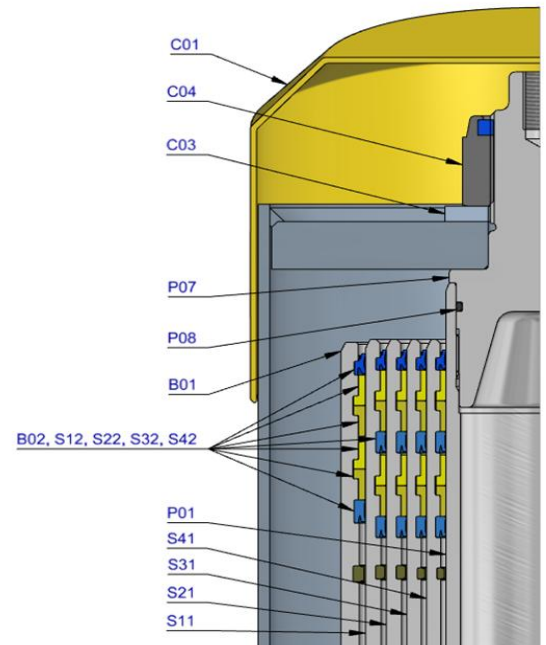 C01
C04
C03
P07
P08
B01
B02, S12, S22, S32, S42
P01
S41
S31
S21
S11